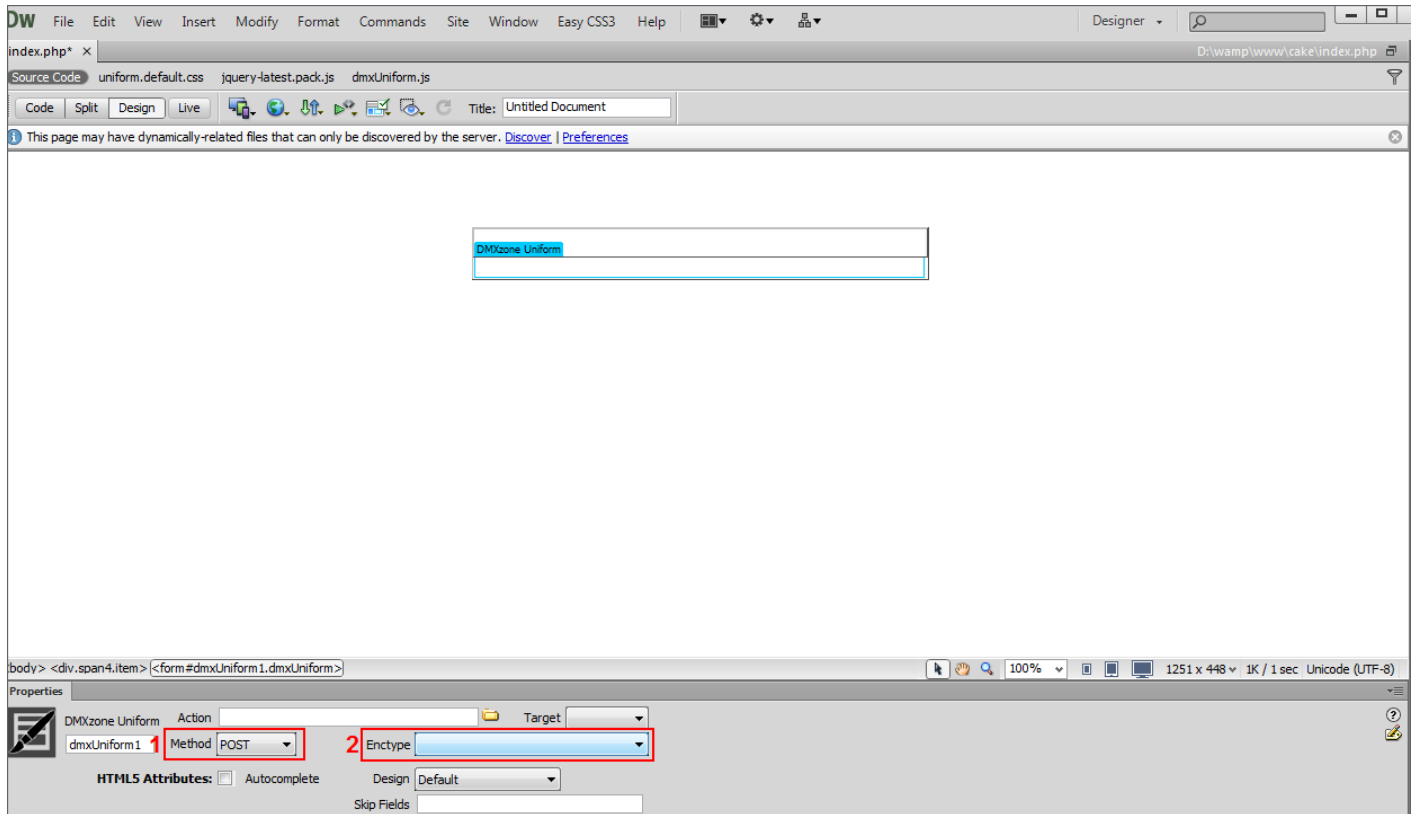 DW File Edit View Insert Modify Format Commands Site Window Easy CSS3 Help Designer
index.php* × D:\wamp\www\cake\index.php
Source Code uniform.default.css jquery-latest.pack.js dmxUniform.js
Code Split Design Live Title: Untitled Document
This page may have dynamically-related files that can only be discovered by the server. Discover | Preferences
DMXzone Uniform
body> <div.span4.item> <form#dmxUniform1.dmxUniform> 100% 1251 x 448 1K / 1 sec Unicode (UTF-8)
Properties
DMXzone Uniform Action Target
dmxUniform1 1 Method POST 2 Enctype
HTML5 Attributes: Autocomplete Design Default
Skip Fields